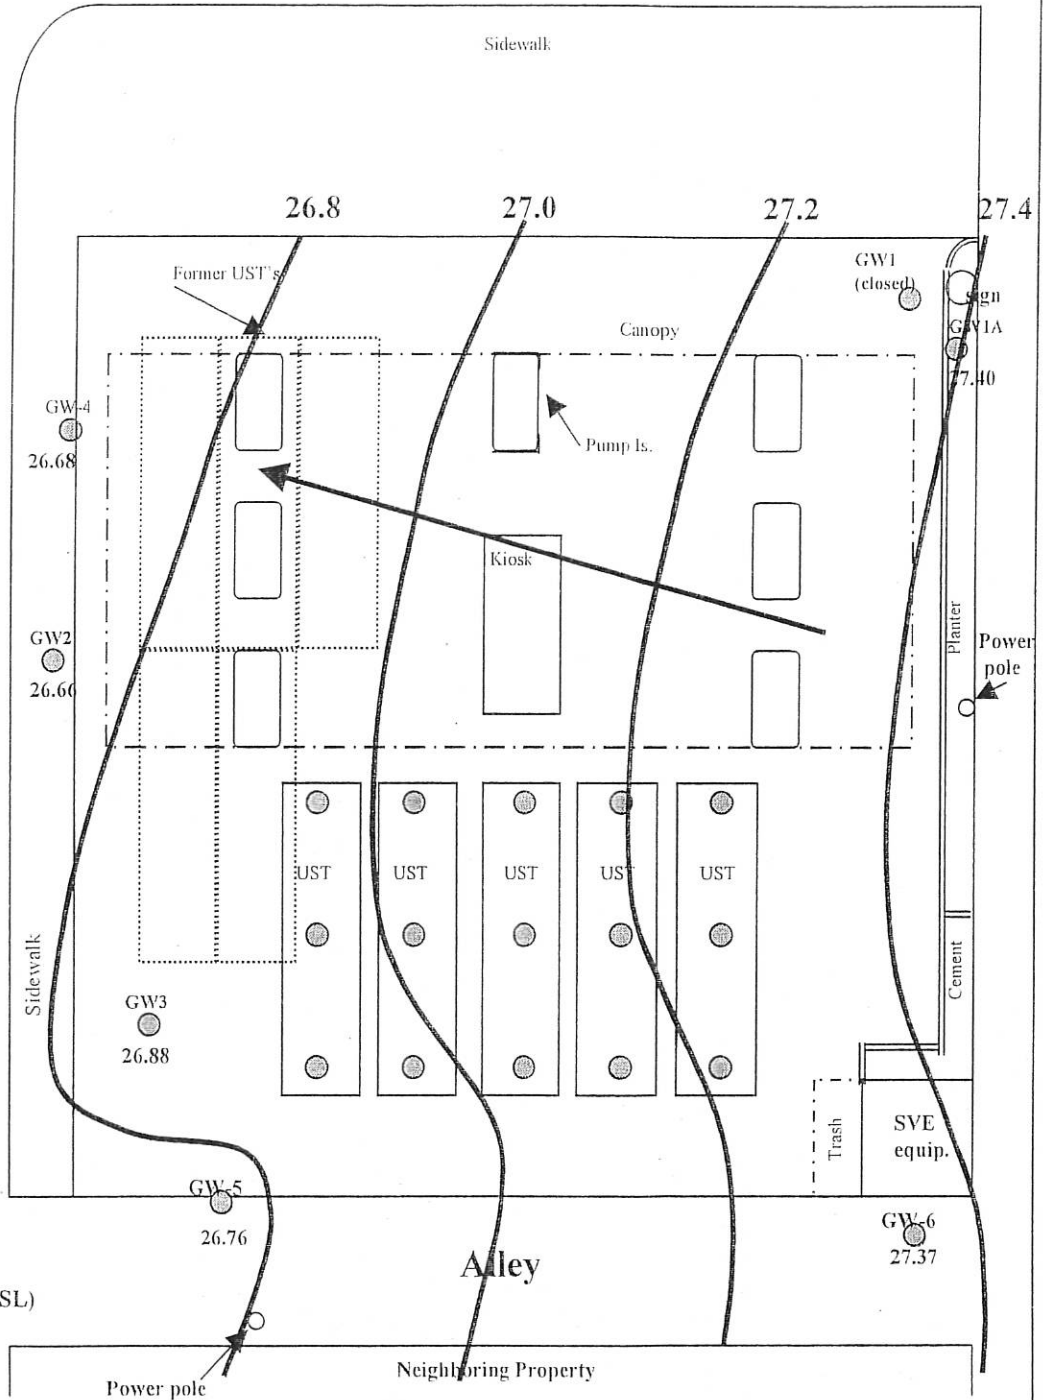 Sidewalk
26.8
27.0
27.2
27.4
Former UST's
GW1
(closed)
sign
Canopy
GW1A
27.40
GW-4
26.68
Pump Is.
Kiosk
Planter
Power
pole
GW2
26.66
UST
UST
UST
UST
UST
Sidewalk
Cement
GW3
26.88
Trash
SVE
equip.
GW-5
26.76
GW-6
27.37
Alley
SL)
Neighboring Property
Power pole